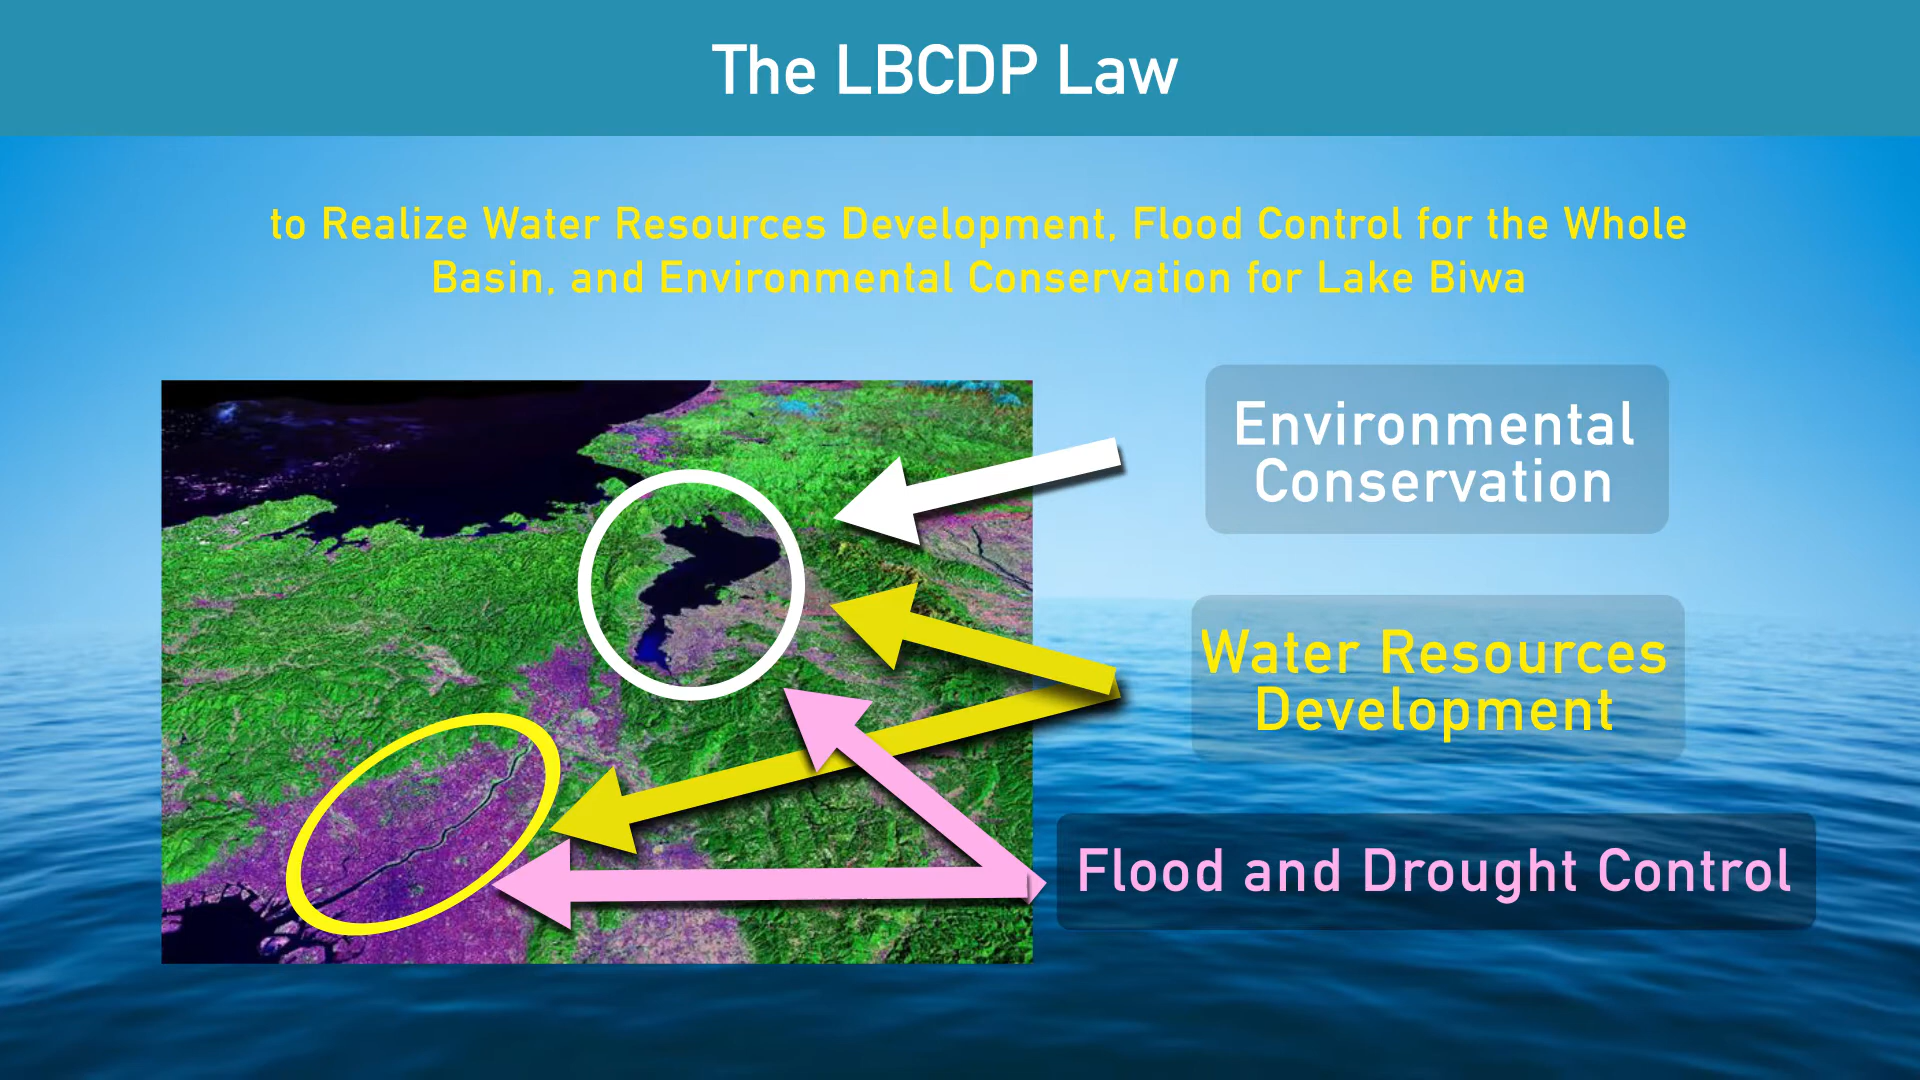 The LBCDP Law
to Realize Water Resources Development, Flood Control for the Whole
Basin, and Environmental Conservation for Lake Biwa
Environmental
Conservation
Water Resources
Development
Flood and Drought Control